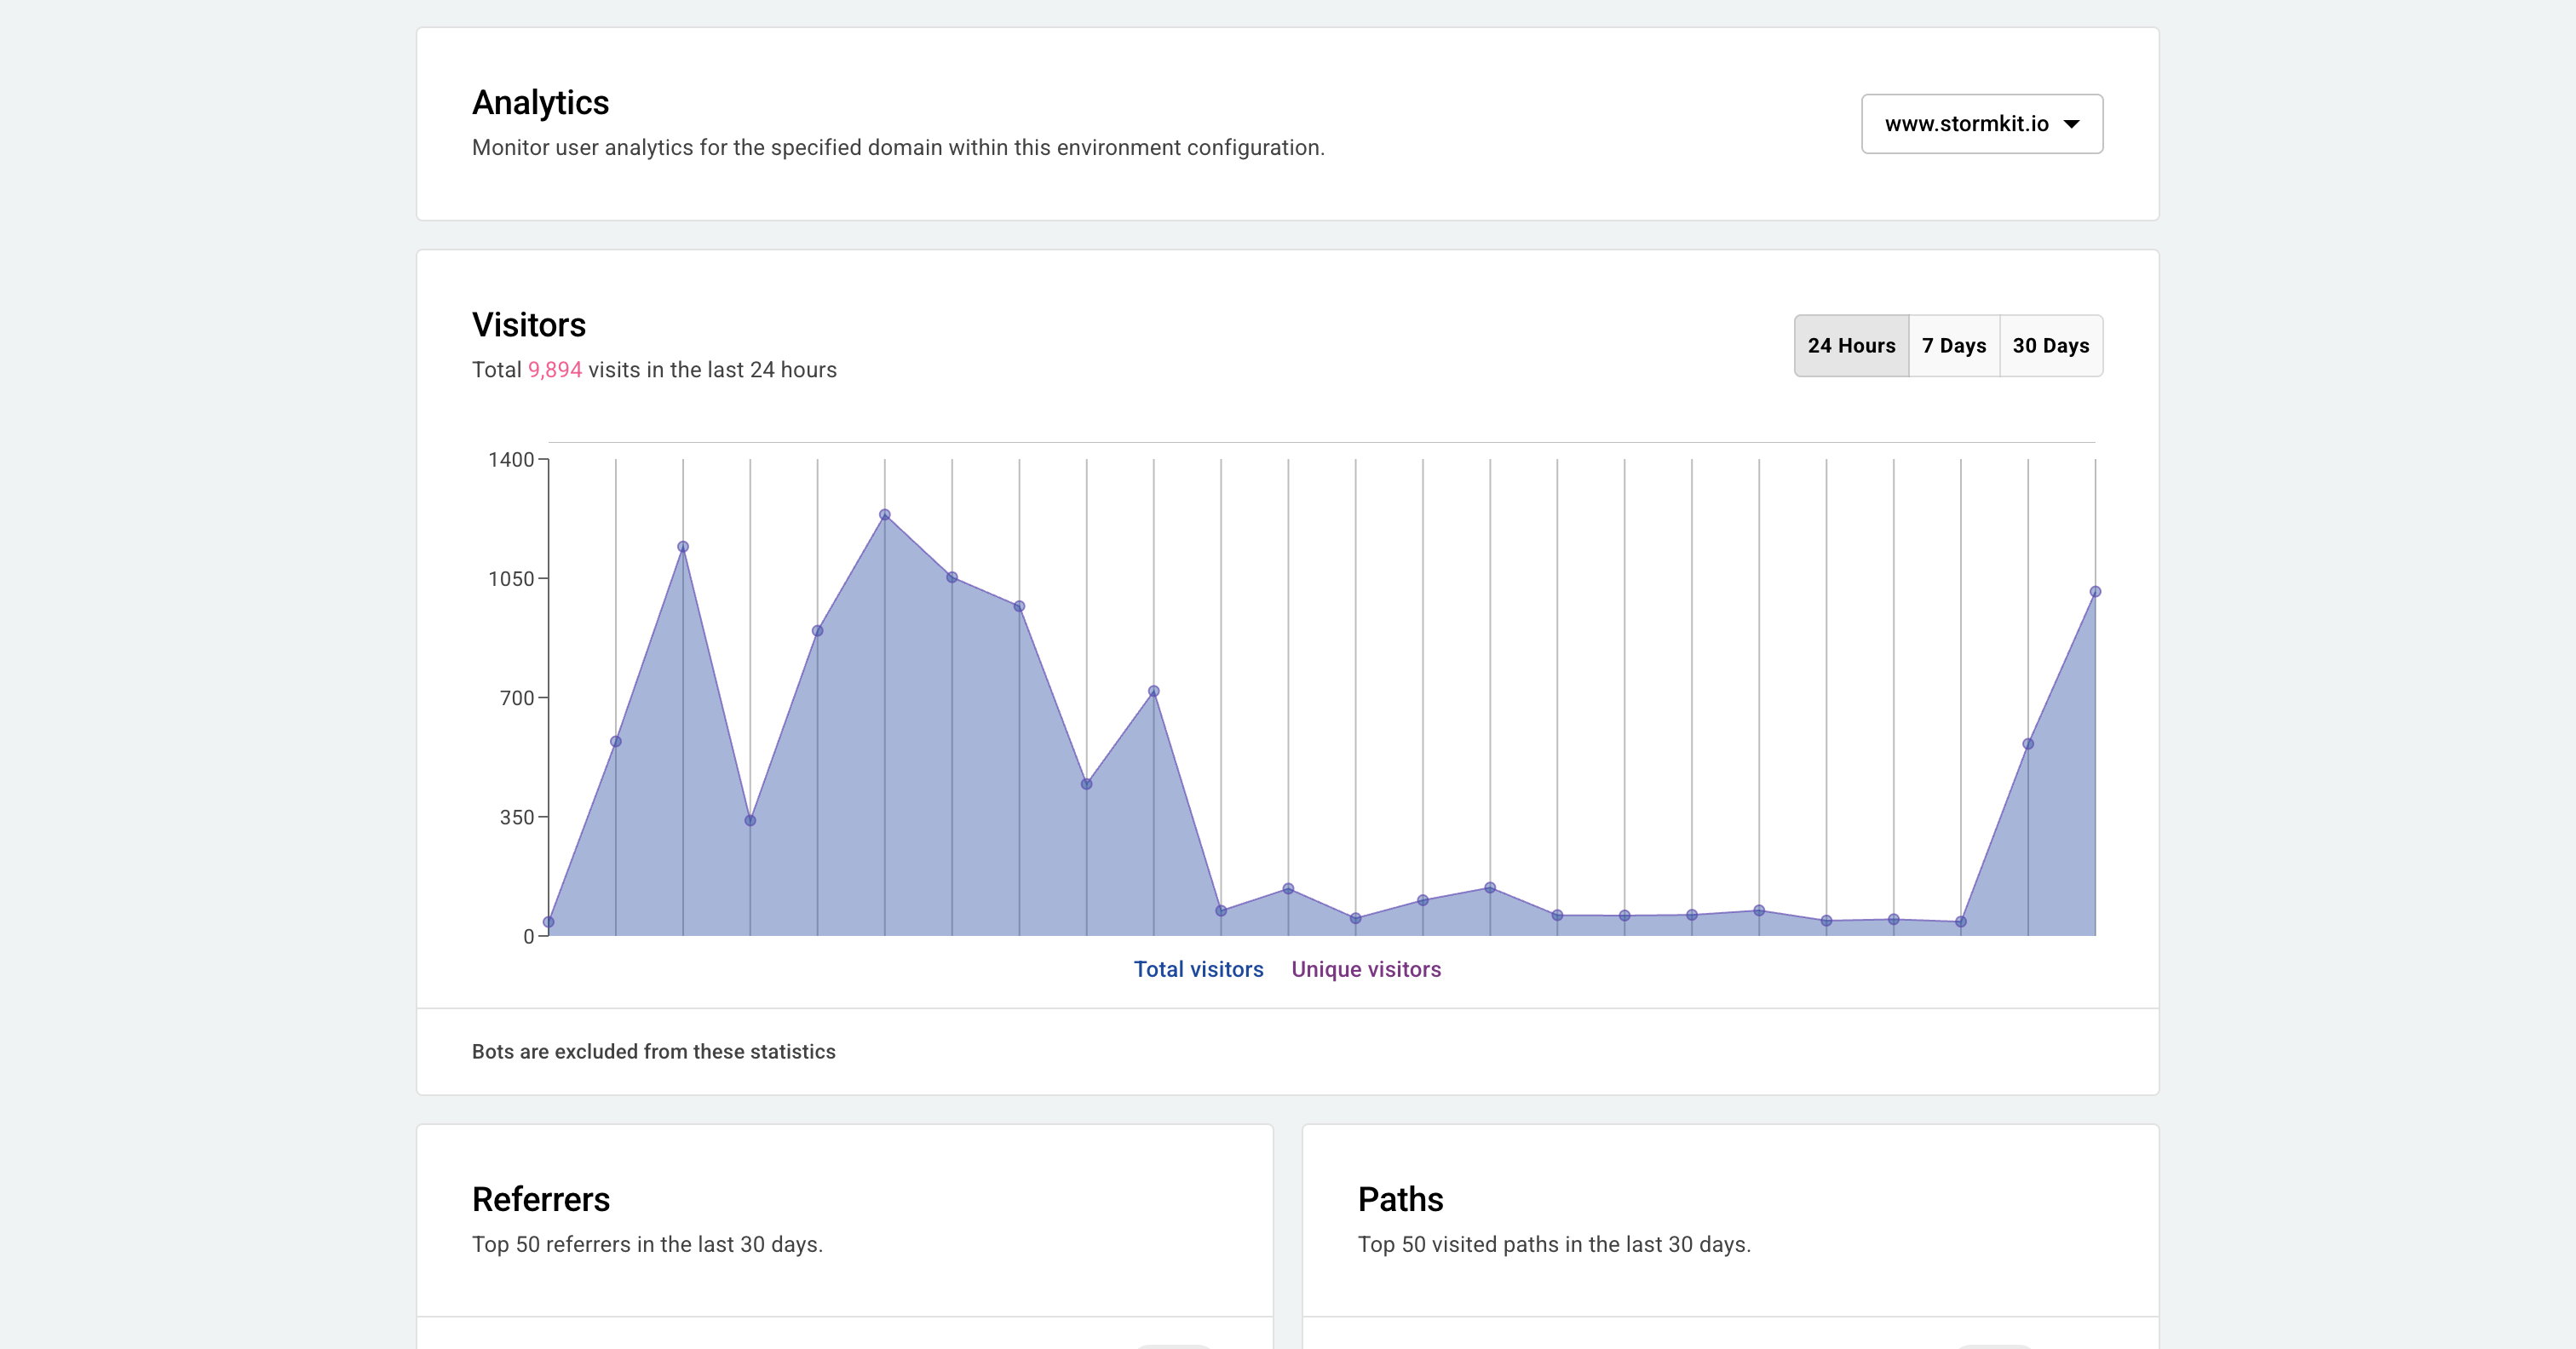 Analytics
Monitor user analytics for the specified domain within this environment configuration.
www.stormkit.io
Visitors
Total 9,894 visits in the last 24 hours
24 Hours
7 Days
30 Days
1400
1050
700
350
0
Total visitors
Unique visitors
Bots are excluded from these statistics
Referrers
Top 50 referrers in the last 30 days.
Paths
Top 50 visited paths in the last 30 days.